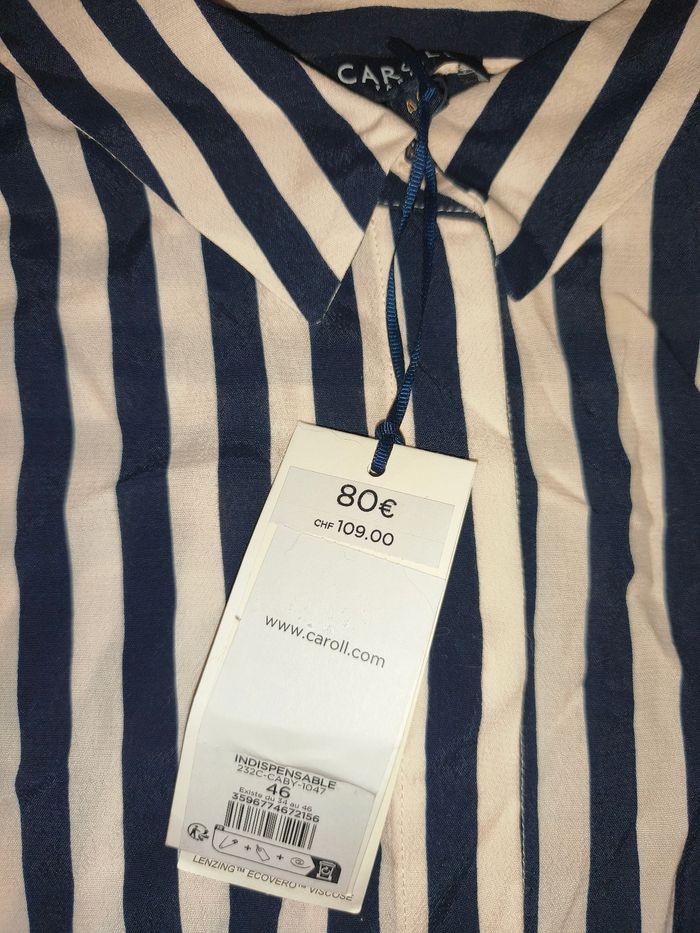 80€
CHF 109.00
www.caroll.com
INDISPENSABLE
232C-CABY-1047
46
Existe du 34 au 46
3596774672156
LENZING™ ECOVERO™ VISCOSE